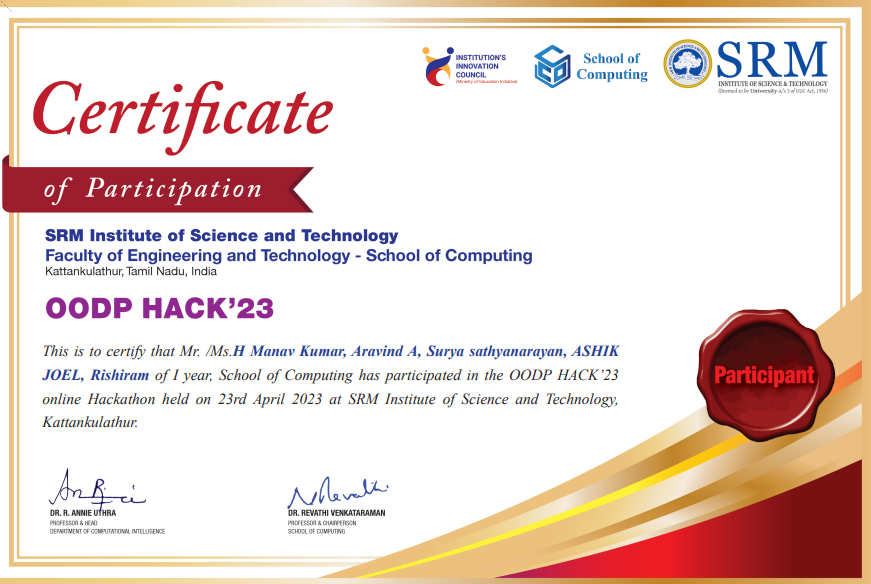 INSTITUTION'S
INNOVATION
COUNCIL
(Ministry of Education Initiative)
School of
Computing
SRM
INSTITUTE OF SCIENCE & TECHNOLOGY
(Deemed to be University u/s 3 of UGC Act, 1956)
Certificate
of Participation
SRM Institute of Science and Technology
Faculty of Engineering and Technology - School of Computing
Kattankulathur, Tamil Nadu, India
OODP HACK’23
This is to certify that Mr. /Ms.H Manav Kumar, Aravind A, Surya sathyanarayan, ASHIK
JOEL, Rishiram of I year, School of Computing has participated in the OODP HACK’23
online Hackathon held on 23rd April 2023 at SRM Institute of Science and Technology,
Kattankulathur.
Participant
N Revathi
DR. R. ANNIE UTHRA
PROFESSOR & HEAD
DEPARTMENT OF COMPUTATIONAL INTELLIGENCE
DR. REVATHI VENKATARAMAN
PROFESSOR & CHAIRPERSON
SCHOOL OF COMPUTING